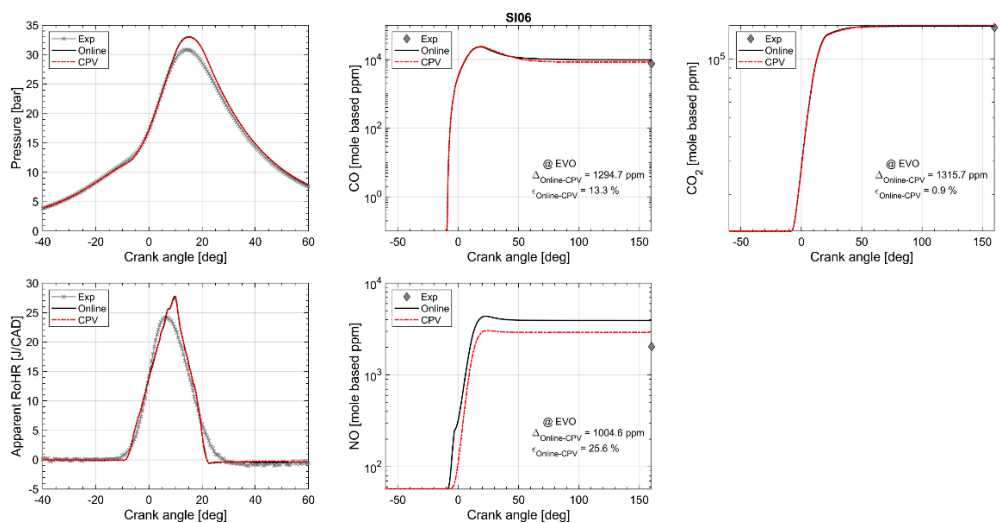 SI06
Pressure [bar]
35
30
25
20
15
10
5
0
Exp
Online
CPV
-40 -20 0 20 40 60
Crank angle [deg]
CO [mole based ppm]
10^4
10^2
10^0
Exp
Online
CPV
@ EVO
Δ_Online-CPV = 1294.7 ppm
ϵ_Online-CPV = 13.3 %
-50 0 50 100 150
Crank angle [deg]
CO_2 [mole based ppm]
10^5
Exp
Online
CPV
@ EVO
Δ_Online-CPV = 1315.7 ppm
ϵ_Online-CPV = 0.9 %
-50 0 50 100 150
Crank angle [deg]
Apparent RoHR [J/CAD]
30
25
20
15
10
5
0
-5
Exp
Online
CPV
-40 -20 0 20 40 60
Crank angle [deg]
NO [mole based ppm]
10^4
10^3
10^2
Exp
Online
CPV
@ EVO
Δ_Online-CPV = 1004.6 ppm
ϵ_Online-CPV = 25.6 %
-50 0 50 100 150
Crank angle [deg]